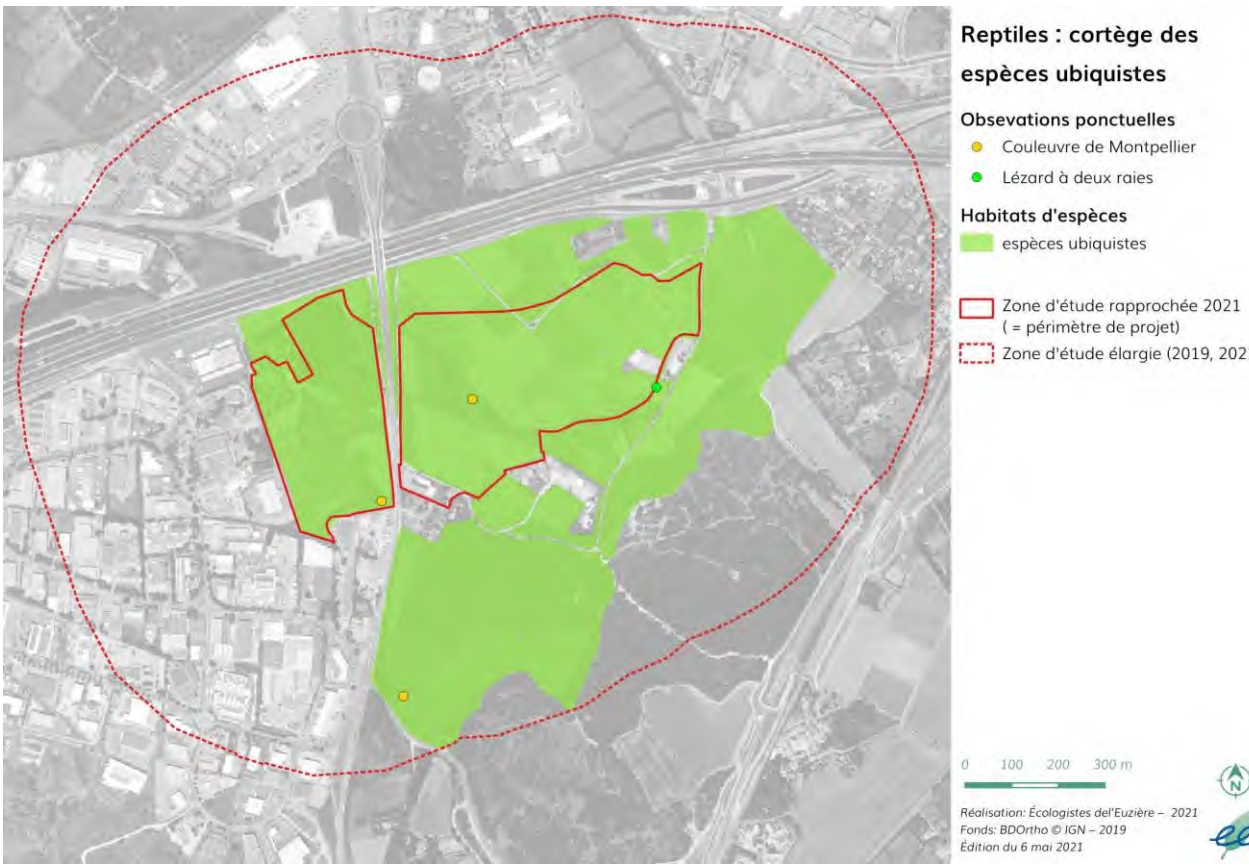 Reptiles : cortège des
espèces ubiquistes
Obsevations ponctuelles
Couleuvre de Montpellier
Lézard à deux raies
Habitats d'espèces
espèces ubiquistes
Zone d'étude rapprochée 2021
( = périmètre de projet)
Zone d'étude élargie (2019, 202
0 100 200 300 m
N
Réalisation: Écologistes del'Euzière – 2021
Fonds: BDOrtho © IGN – 2019
Édition du 6 mai 2021